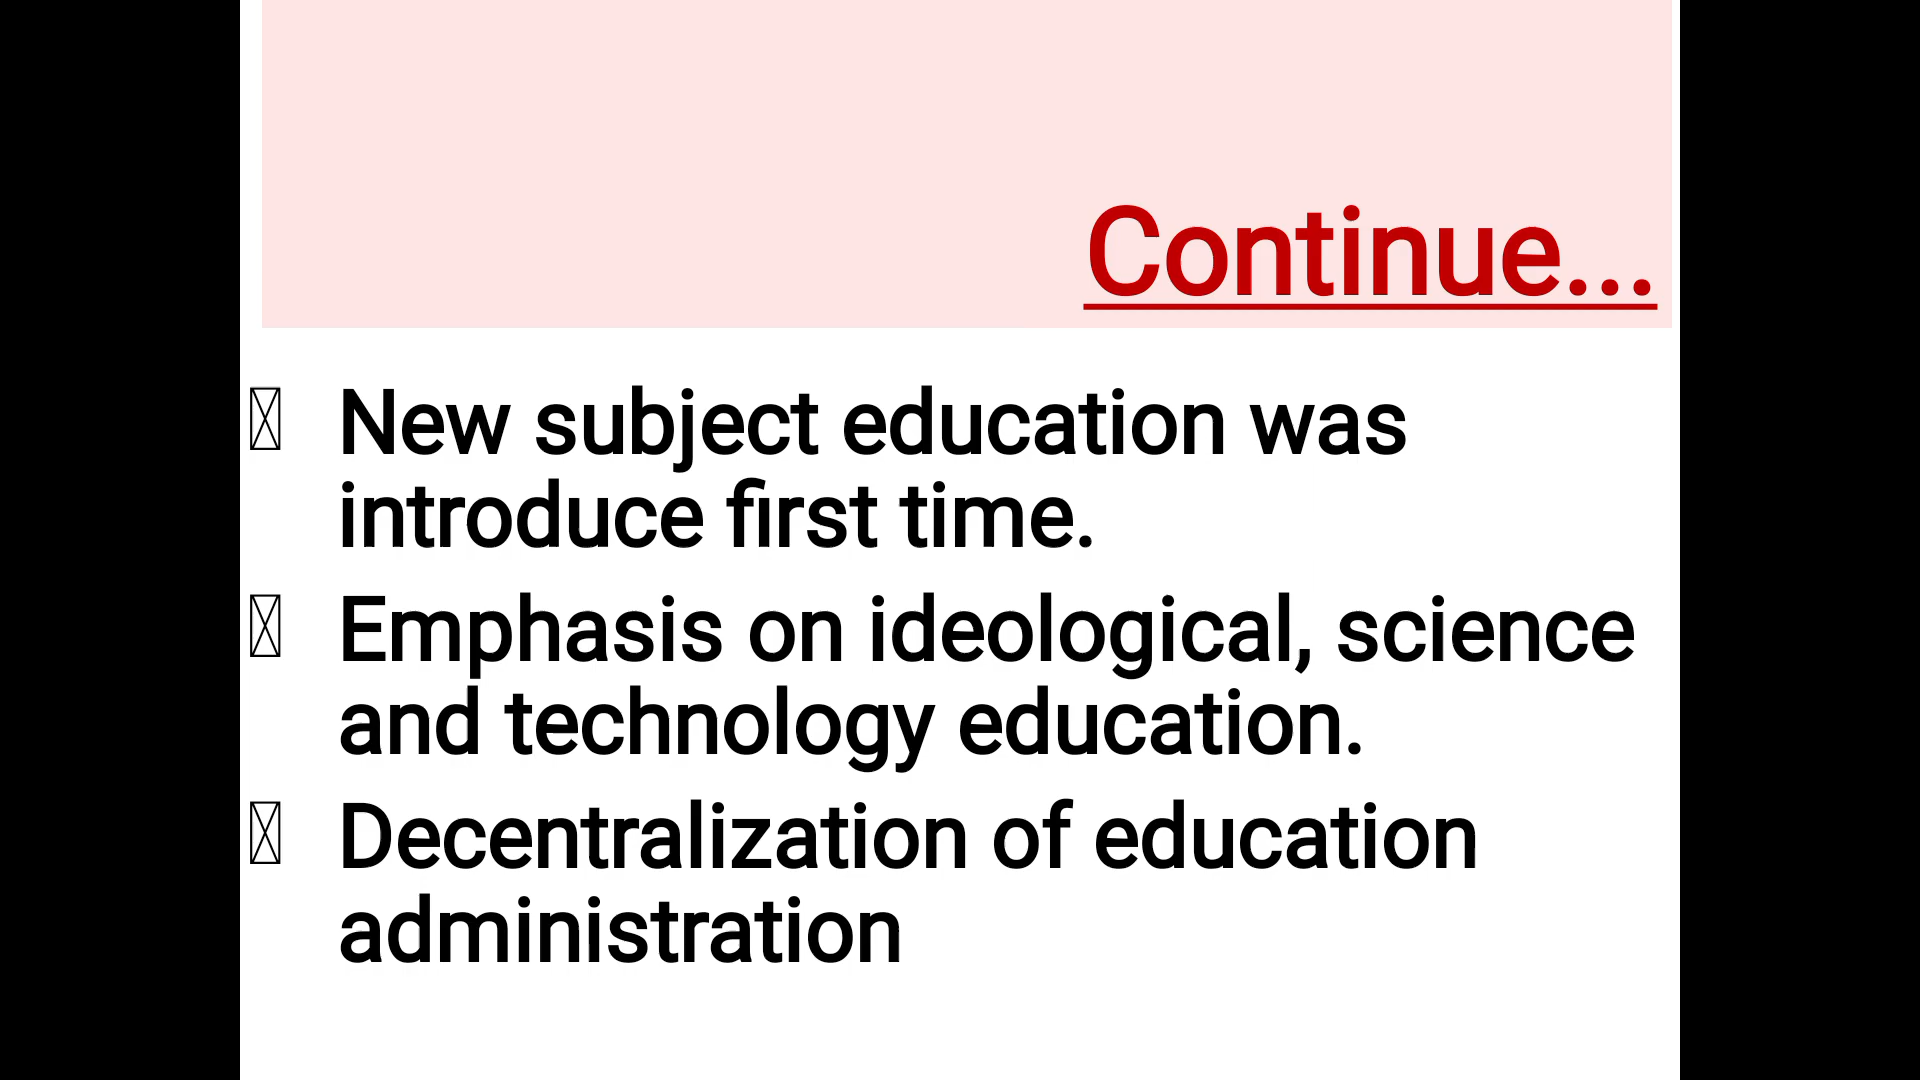 Continue...
New subject education was
introduce first time.
Emphasis on ideological, science
and technology education.
Decentralization of education
administration